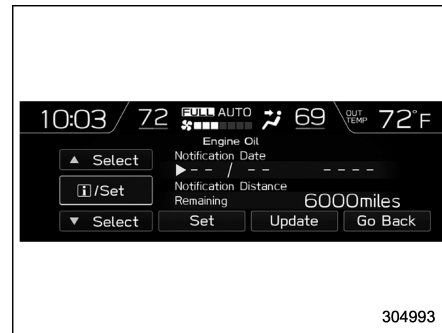 10:03 72 FULL AUTO 69 OUT TEMP 72°F
Engine Oil
▲ Select Notification Date
▶-- / -- ----
i/Set Notification Distance
Remaining 6000miles
▼ Select Set Update Go Back
304993